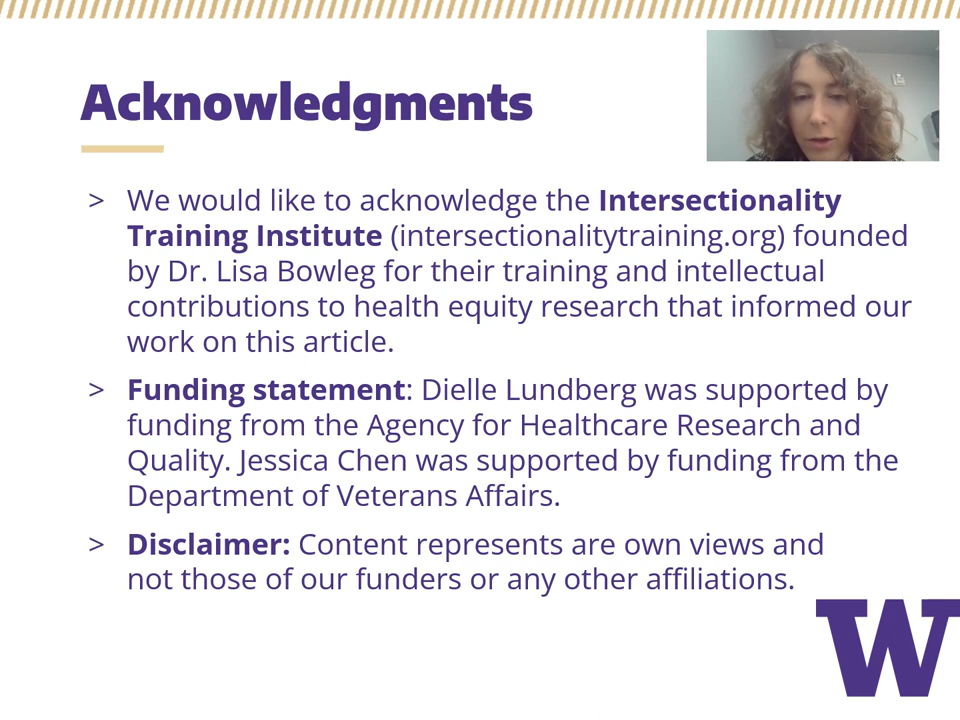 Acknowledgments
> We would like to acknowledge the Intersectionality
Training Institute (intersectionalitytraining.org) founded
by Dr. Lisa Bowleg for their training and intellectual
contributions to health equity research that informed our
work on this article.
> Funding statement: Dielle Lundberg was supported by
funding from the Agency for Healthcare Research and
Quality. Jessica Chen was supported by funding from the
Department of Veterans Affairs.
> Disclaimer: Content represents are own views and
not those of our funders or any other affiliations.
W